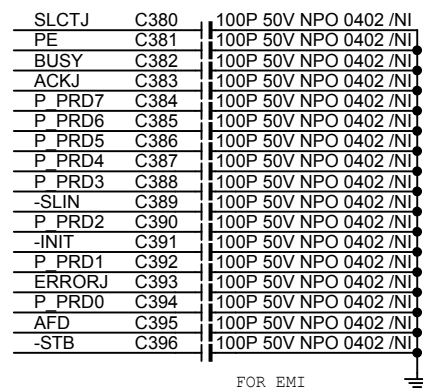 SLCTJ C380 100P 50V NPO 0402 /NI
PE C381 100P 50V NPO 0402 /NI
BUSY C382 100P 50V NPO 0402 /NI
ACKJ C383 100P 50V NPO 0402 /NI
P_PRD7 C384 100P 50V NPO 0402 /NI
P_PRD6 C385 100P 50V NPO 0402 /NI
P_PRD5 C386 100P 50V NPO 0402 /NI
P_PRD4 C387 100P 50V NPO 0402 /NI
P_PRD3 C388 100P 50V NPO 0402 /NI
-SLIN C389 100P 50V NPO 0402 /NI
P_PRD2 C390 100P 50V NPO 0402 /NI
-INIT C391 100P 50V NPO 0402 /NI
P_PRD1 C392 100P 50V NPO 0402 /NI
ERRORJ C393 100P 50V NPO 0402 /NI
P_PRD0 C394 100P 50V NPO 0402 /NI
AFD C395 100P 50V NPO 0402 /NI
-STB C396 100P 50V NPO 0402 /NI
FOR EMI